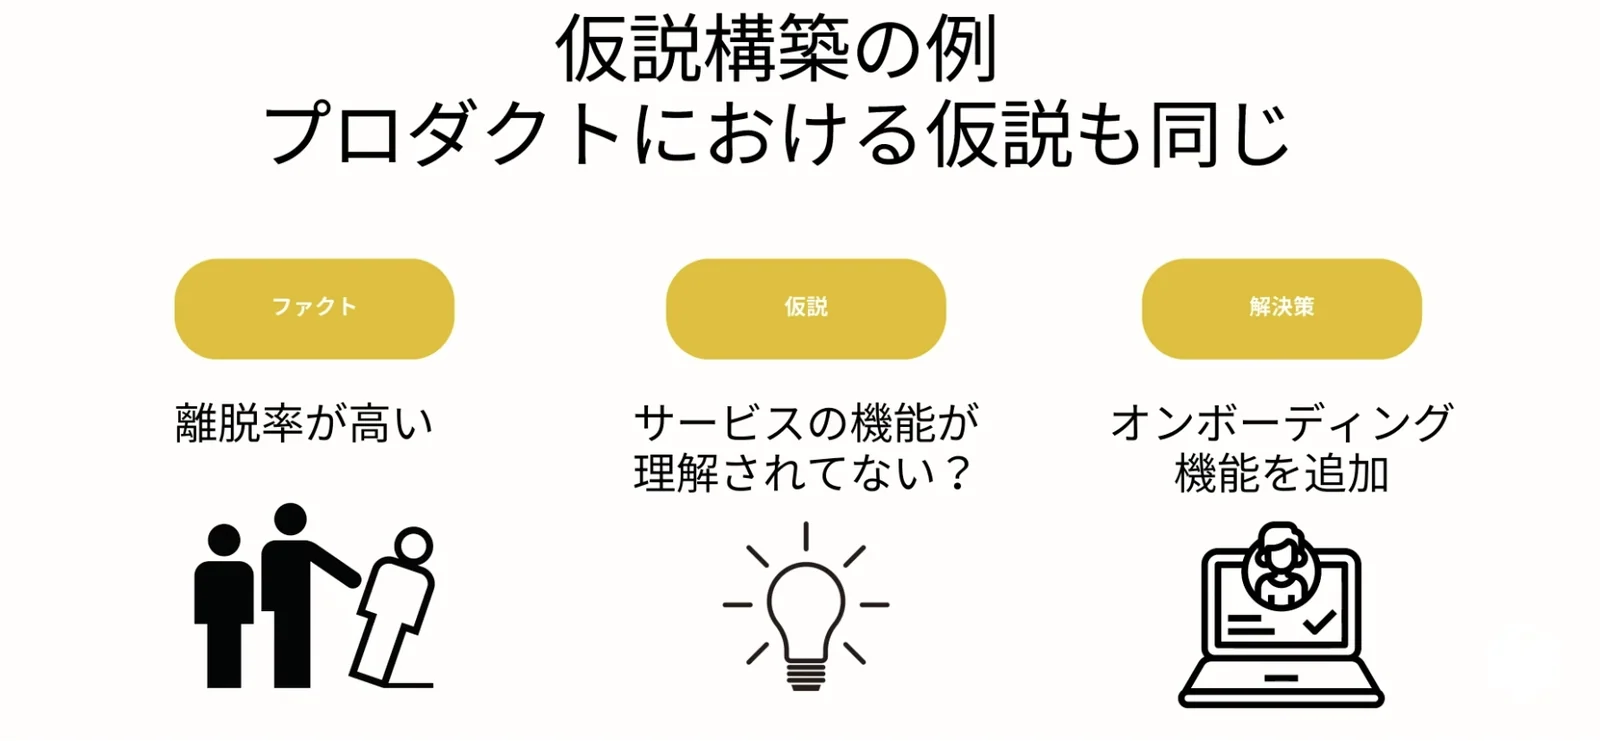 仮説構築の例
プロダクトにおける仮説も同じ
ファクト
仮説
解決策
離脱率が高い
サービスの機能が
理解されてない？
オンボーディング
機能を追加